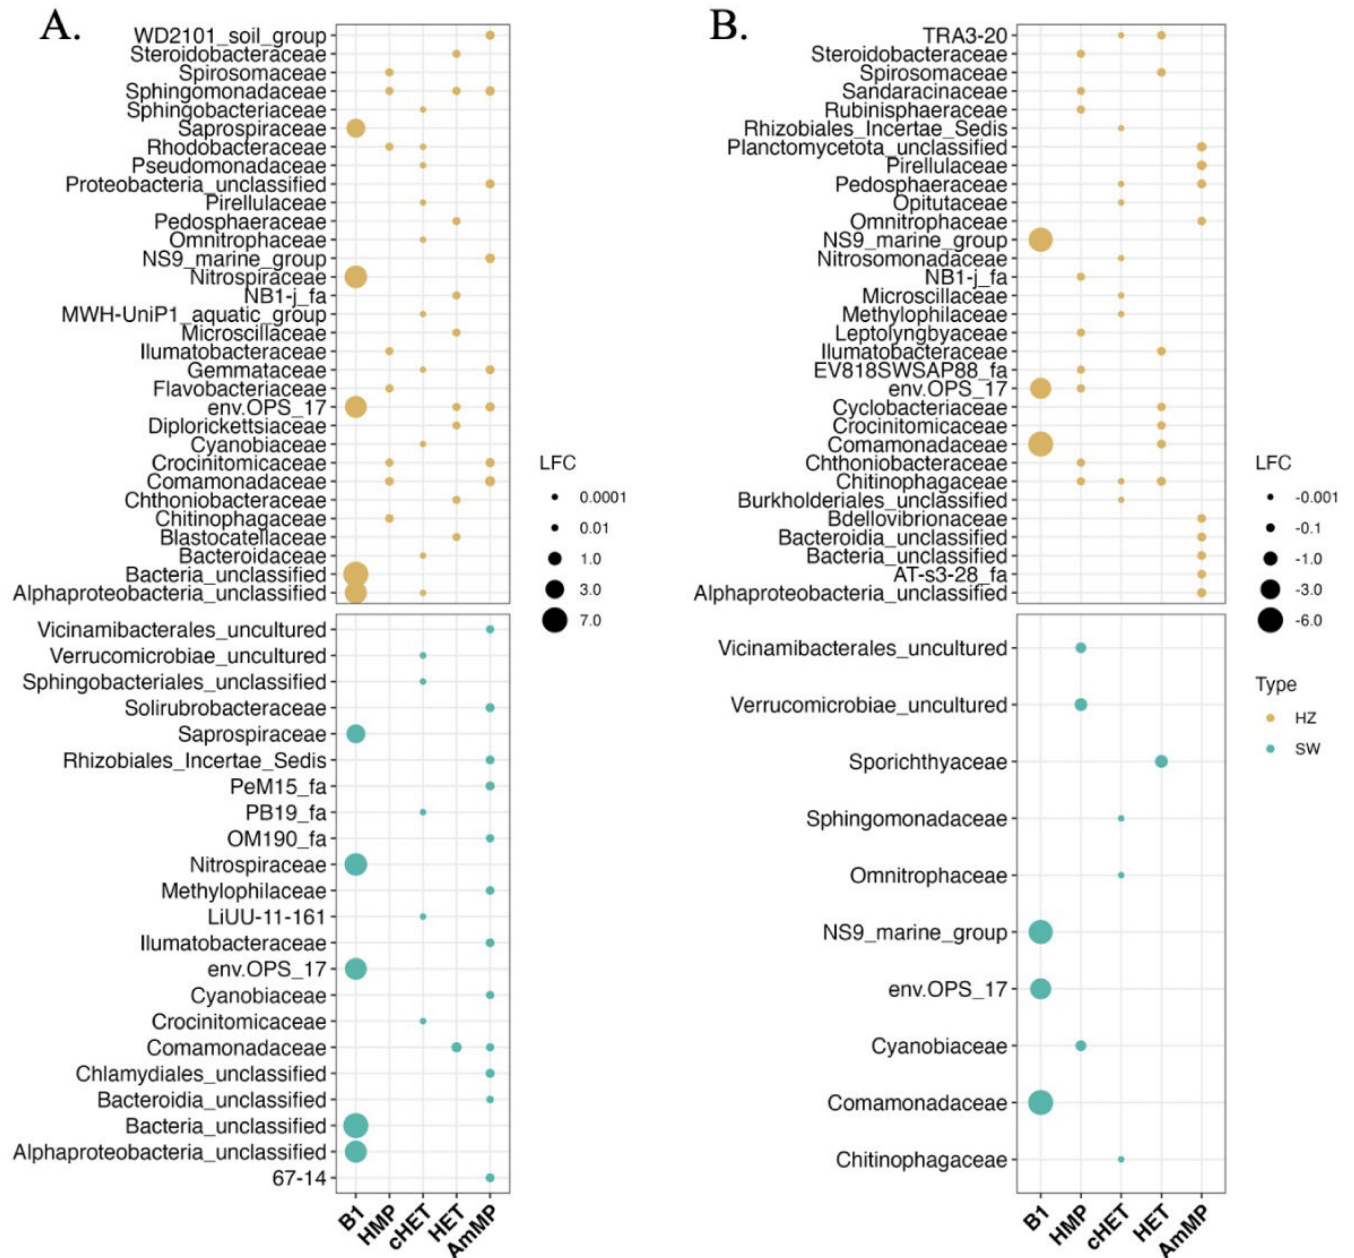 A.
WD2101_soil_group
Steroidobacteraceae
Spirosomaceae
Sphingomonadaceae
Sphingobacteriaceae
Saprospiraceae
Rhodobacteraceae
Pseudomonadaceae
Proteobacteria_unclassified
Pirellulaceae
Pedosphaeraceae
Omnitrophaceae
NS9_marine_group
Nitrospiraceae
NB1-j_fa
MWH-UniP1_aquatic_group
Microscillaceae
Ilumatobacteraceae
Gemmataceae
Flavobacteriaceae
env.OPS_17
Diplorickettsiaceae
Cyanobiaceae
Crocinitomicaceae
Comamonadaceae
Chthoniobacteraceae
Chitinophagaceae
Blastocatellaceae
Bacteroidaceae
Bacteria_unclassified
Alphaproteobacteria_unclassified
Vicinamibacterales_uncultured
Verrucomicrobiae_uncultured
Sphingobacteriales_unclassified
Solirubrobacteraceae
Saprospiraceae
Rhizobiales_Incertae_Sedis
PeM15_fa
PB19_fa
OM190_fa
Nitrospiraceae
Methylophilaceae
LiUU-11-161
Ilumatobacteraceae
env.OPS_17
Cyanobiaceae
Crocinitomicaceae
Comamonadaceae
Chlamydiales_unclassified
Bacteroidia_unclassified
Bacteria_unclassified
Alphaproteobacteria_unclassified
67-14
B1
HMP
cHET
HET
AmMP
LFC
0.0001
0.01
1.0
3.0
7.0
B.
TRA3-20
Steroidobacteraceae
Spirosomaceae
Sandaracinaceae
Rubinisphaeraceae
Rhizobiales_Incertae_Sedis
Planctomycetota_unclassified
Pirellulaceae
Pedosphaeraceae
Opitutaceae
Omnitrophaceae
NS9_marine_group
Nitrosomonadaceae
NB1-j_fa
Microscillaceae
Methylophilaceae
Leptolyngbyaceae
Ilumatobacteraceae
EV818SWSAP88_fa
env.OPS_17
Cyclobacteriaceae
Crocinitomicaceae
Comamonadaceae
Chthoniobacteraceae
Chitinophagaceae
Burkholderiales_unclassified
Bdellovibrionaceae
Bacteroidia_unclassified
Bacteria_unclassified
AT-s3-28_fa
Alphaproteobacteria_unclassified
Vicinamibacterales_uncultured
Verrucomicrobiae_uncultured
Sporichthyaceae
Sphingomonadaceae
Omnitrophaceae
NS9_marine_group
env.OPS_17
Cyanobiaceae
Comamonadaceae
Chitinophagaceae
B1
HMP
cHET
HET
AmMP
LFC
-0.001
-0.1
-1.0
-3.0
-6.0
Type
HZ
SW